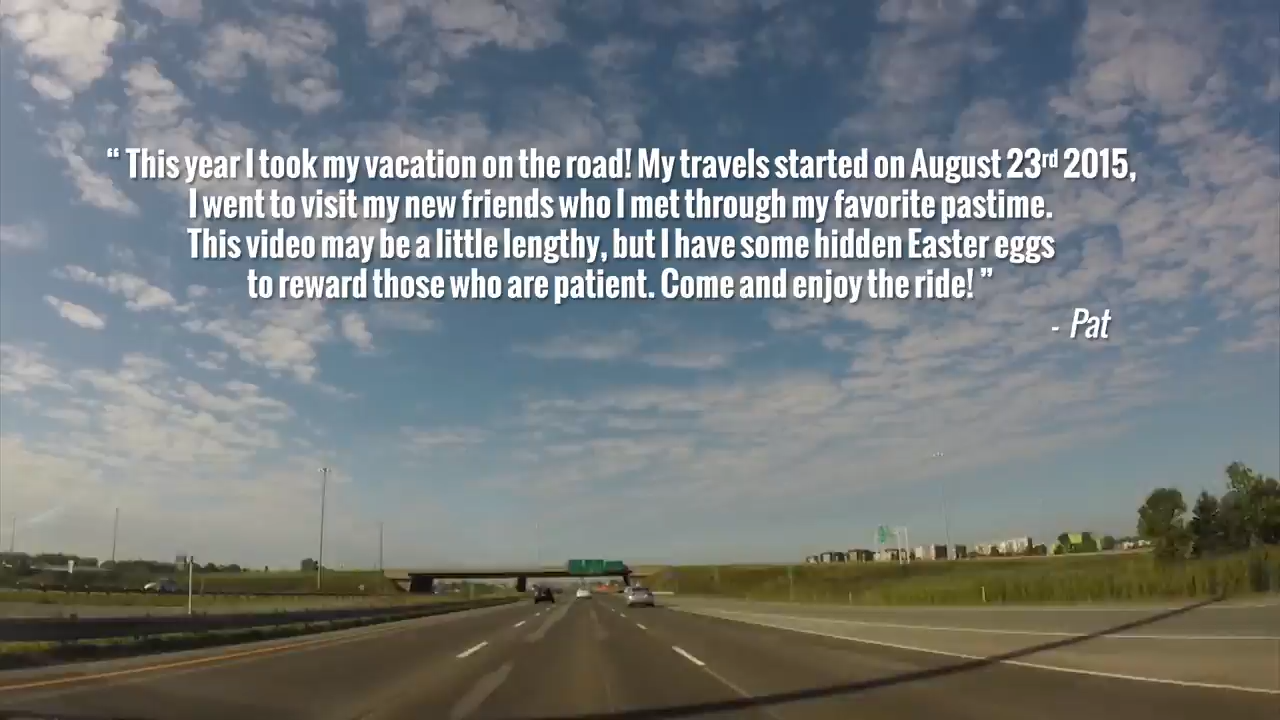 “ This year I took my vacation on the road! My travels started on August 23rd 2015,
I went to visit my new friends who I met through my favorite pastime.
This video may be a little lengthy, but I have some hidden Easter eggs
to reward those who are patient. Come and enjoy the ride! ”
- Pat